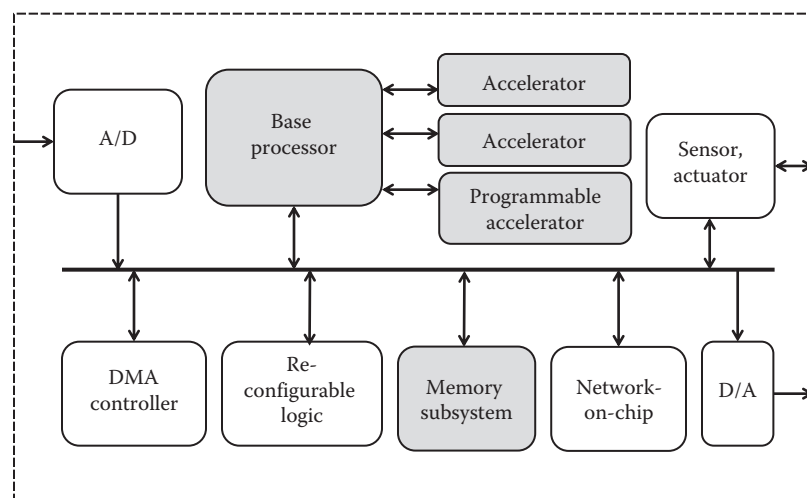 A/D
Base
processor
Accelerator
Accelerator
Programmable
accelerator
Sensor,
actuator
DMA
controller
Re-
configurable
logic
Memory
subsystem
Network-
on-chip
D/A